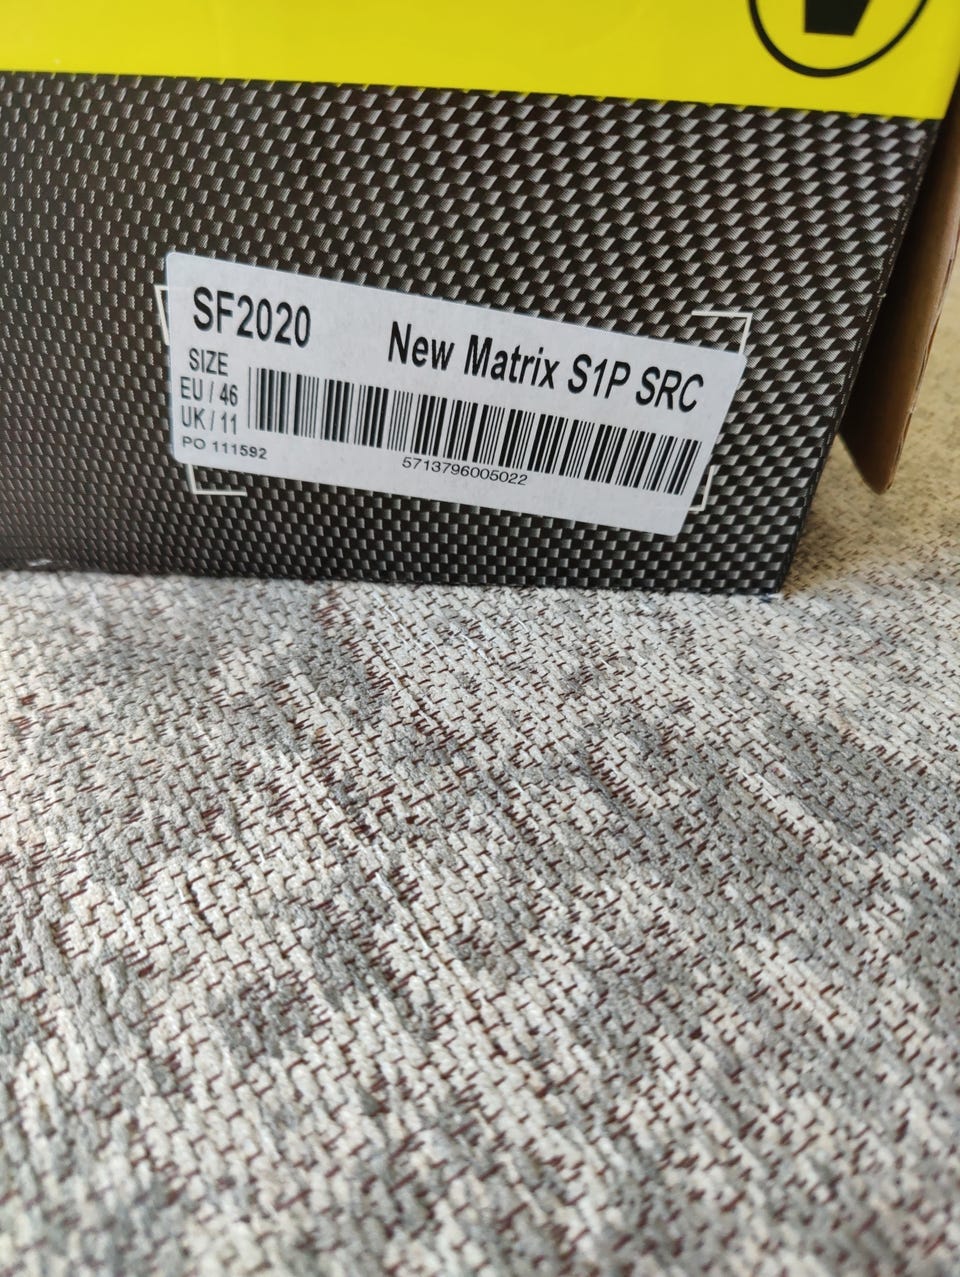 SF2020
New Matrix S1P SRC
SIZE
EU / 46
UK / 11
PO 111592
5713796005022